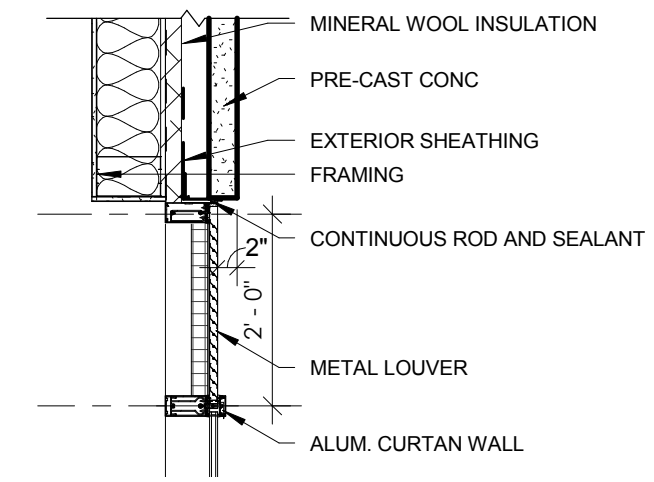 MINERAL WOOL INSULATION
PRE-CAST CONC
EXTERIOR SHEATHING
FRAMING
CONTINUOUS ROD AND SEALANT
2"
2' - 0"
METAL LOUVER
ALUM. CURTAN WALL